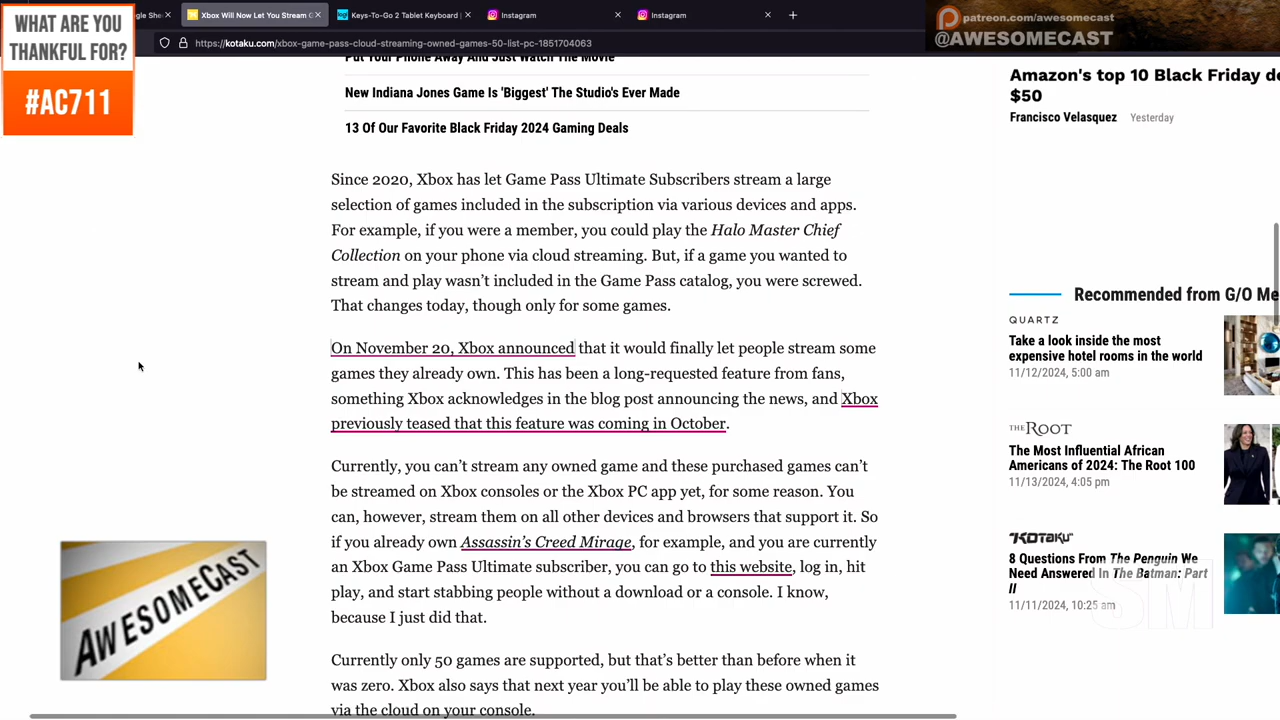 WHAT ARE YOU
THANKFUL FOR?
#AC711
gle She
Xbox Will Now Let You Stream G
Keys-To-Go 2 Tablet Keyboard |
Instagram
Instagram
https://kotaku.com/xbox-game-pass-cloud-streaming-owned-games-50-list-pc-1851704063
patreon.com/awesomecast
@AWESOMECAST
Put Your Phone Away And Just Watch The Movie
New Indiana Jones Game Is 'Biggest' The Studio's Ever Made
13 Of Our Favorite Black Friday 2024 Gaming Deals
Since 2020, Xbox has let Game Pass Ultimate Subscribers stream a large
selection of games included in the subscription via various devices and apps.
For example, if you were a member, you could play the Halo Master Chief
Collection on your phone via cloud streaming. But, if a game you wanted to
stream and play wasn't included in the Game Pass catalog, you were screwed.
That changes today, though only for some games.
On November 20, Xbox announced that it would finally let people stream some
games they already own. This has been a long-requested feature from fans,
something Xbox acknowledges in the blog post announcing the news, and Xbox
previously teased that this feature was coming in October.
Currently, you can't stream any owned game and these purchased games can't
be streamed on Xbox consoles or the Xbox PC app yet, for some reason. You
can, however, stream them on all other devices and browsers that support it. So
if you already own Assassin's Creed Mirage, for example, and you are currently
an Xbox Game Pass Ultimate subscriber, you can go to this website, log in, hit
play, and start stabbing people without a download or a console. I know,
because I just did that.
Currently only 50 games are supported, but that's better than before when it
was zero. Xbox also says that next year you'll be able to play these owned games
via the cloud on your console.
Amazon's top 10 Black Friday de
$50
Francisco Velasquez Yesterday
Recommended from G/O Me
QUARTZ
Take a look inside the most
expensive hotel rooms in the world
11/12/2024, 5:00 am
THE ROOT
The Most Influential African
Americans of 2024: The Root 100
11/13/2024, 4:05 pm
KOTAKU
8 Questions From The Penguin We
Need Answered In The Batman: Part
II
11/11/2024, 10:25 am
SM
AWESOMECAST